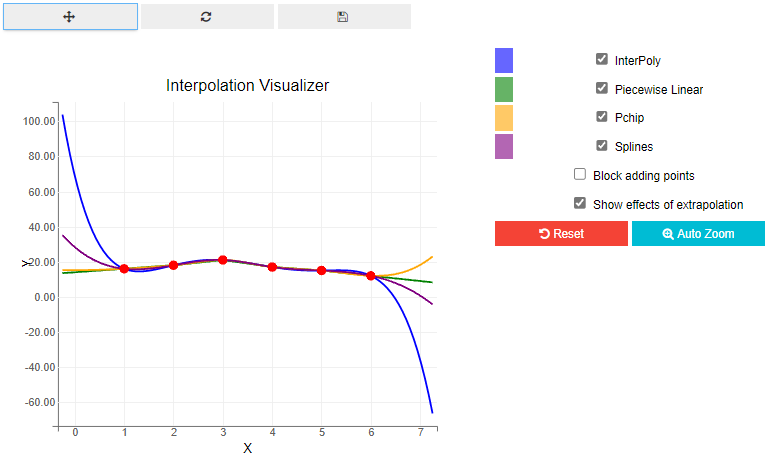 Interpolation Visualizer
InterPoly
Piecewise Linear
Pchip
Splines
Block adding points
Show effects of extrapolation
Reset Auto Zoom
100.00
80.00
60.00
40.00
20.00
0.00
-20.00
-40.00
-60.00
Y
0 1 2 3 4 5 6 7
X